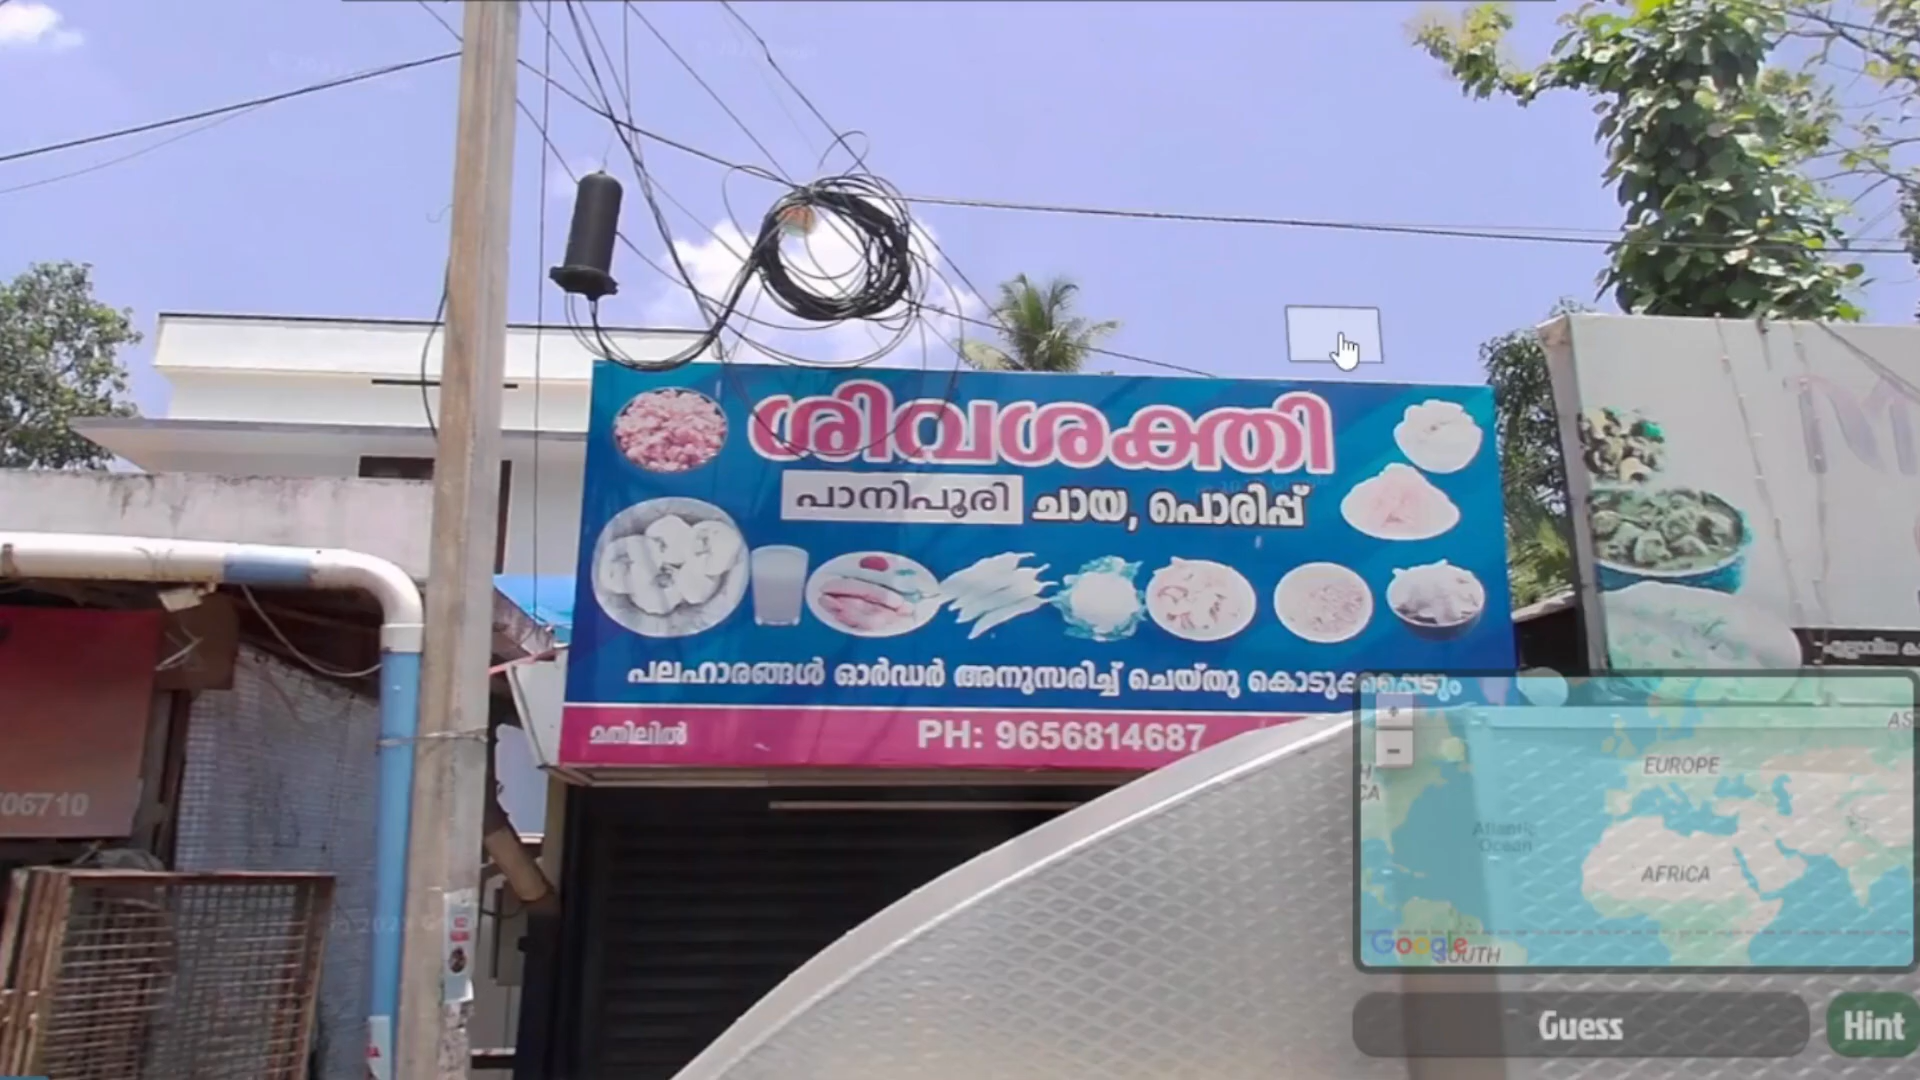 ശിവശക്തി
പാനിപൂരി ചായ, പൊരിപ്പ്
പലഹാരങ്ങൾ ഓർഡർ അനുസരിച്ച് ചെയ്തു കൊടുക്കപ്പെടും
മതിലിൽ PH: 9656814687
06710
M
EUROPE
Atlantic
Ocean
AFRICA
AS
Google
SOUTH
Guess
Hint